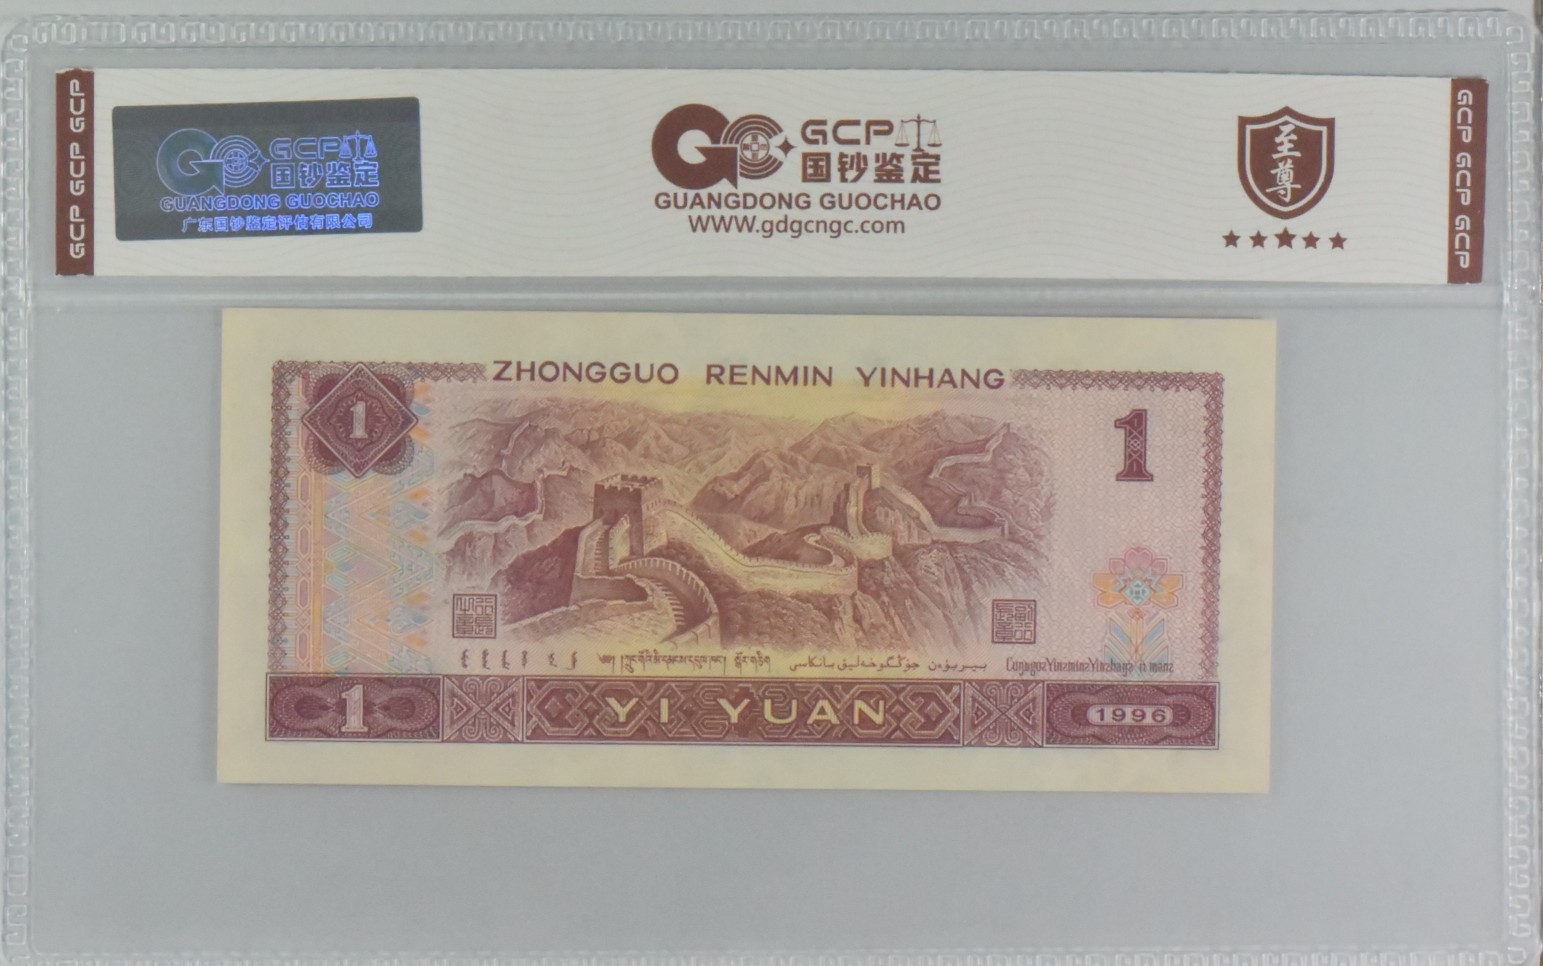 GCP GCP
GCP
国钞鉴定
GUANGDONG GUOCHAO
广东国钞鉴定评估有限公司
GCP
国钞鉴定
GUANGDONG GUOCHAO
WWW.gdgcngc.com
至尊
GCP GCP GCP
ZHONGGUO RENMIN YINHANG
1
1
1
YI YUAN
1996